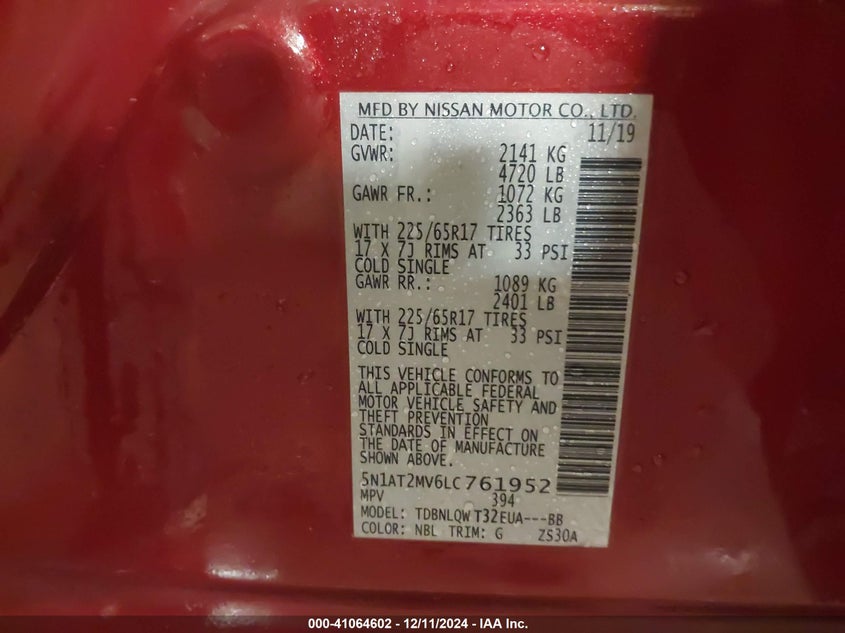 MFD BY NISSAN MOTOR CO., LTD.
DATE: 11/19
GVWR: 2141 KG
4720 LB
GAWR FR.: 1072 KG
2363 LB
WITH 225/65R17 TIRES
17 X 7J RIMS AT 33 PSI
COLD SINGLE
GAWR RR.: 1089 KG
2401 LB
WITH 225/65R17 TIRES
17 X 7J RIMS AT 33 PSI
COLD SINGLE
THIS VEHICLE CONFORMS TO
ALL APPLICABLE FEDERAL
MOTOR VEHICLE SAFETY AND
THEFT PREVENTION
STANDARDS IN EFFECT ON
THE DATE OF MANUFACTURE
SHOWN ABOVE.
5N1AT2MV6LC761952
MPV 394
MODEL: TDBNLQWT32EUA---BB
COLOR: NBL TRIM: G ZS30A
000-41064602 - 12/11/2024 - IAA Inc.